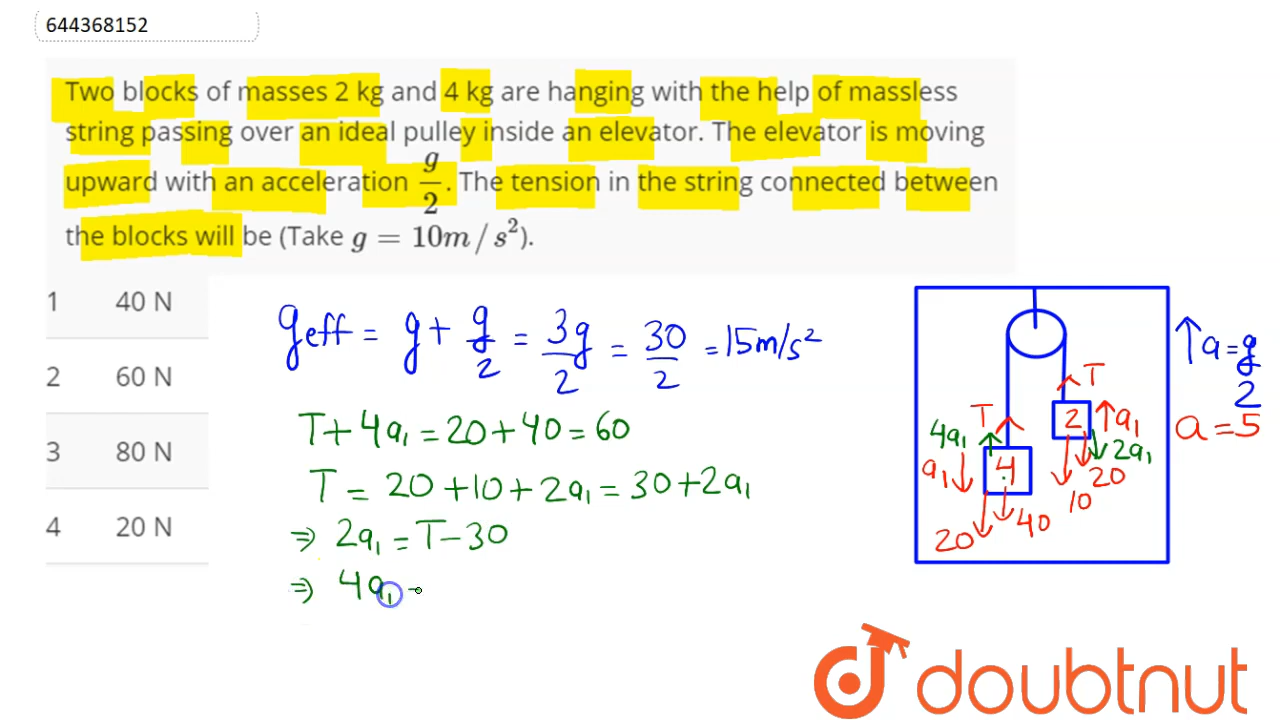 644368152
Two blocks of masses 2 kg and 4 kg are hanging with the help of massless
string passing over an ideal pulley inside an elevator. The elevator is moving
upward with an acceleration g/2. The tension in the string connected between
the blocks will be (Take g = 10m/s²).
1 40 N
2 60 N
3 80 N
4 20 N
geff = g + g/2 = 3g/2 = 30/2 = 15m/s²
T + 4a₁ = 20 + 40 = 60
T = 20 + 10 + 2a₁ = 30 + 2a₁
⇒ 2a₁ = T − 30
⇒ 4a₁ -
a = g/2
a = 5
T
T
2
a₁
2a₁
20
10
4a₁
a₁
4
40
20
doubtnut